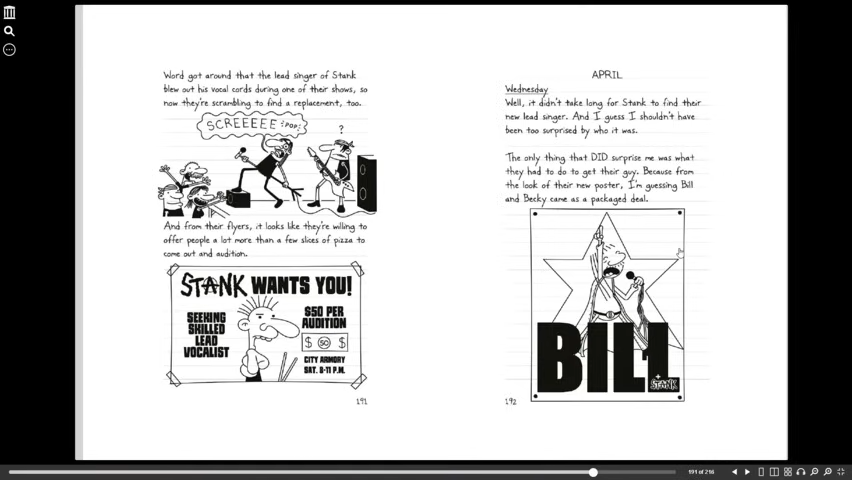 Word got around that the lead singer of Stank
blew out his vocal cords during one of their shows, so
now they're scrambling to find a replacement, too.
SCREEEEE *POP*
?
And from their flyers, it looks like they're willing to
offer people a lot more than a few slices of pizza to
come out and audition.
STANK WANTS YOU!
SEEKING
SKILLED
LEAD
VOCALIST
$50 PER
AUDITION
$ 50 $
CITY ARMORY
SAT. 8-11 P.M.
191
APRIL
Wednesday
Well, it didn't take long for Stank to find their
new lead singer. And I guess I shouldn't have
been too surprised by who it was.
The only thing that DID surprise me was what
they had to do to get their guy. Because from
the look of their new poster, I'm guessing Bill
and Becky came as a packaged deal.
BILL
+
STANK
192
191 of 216